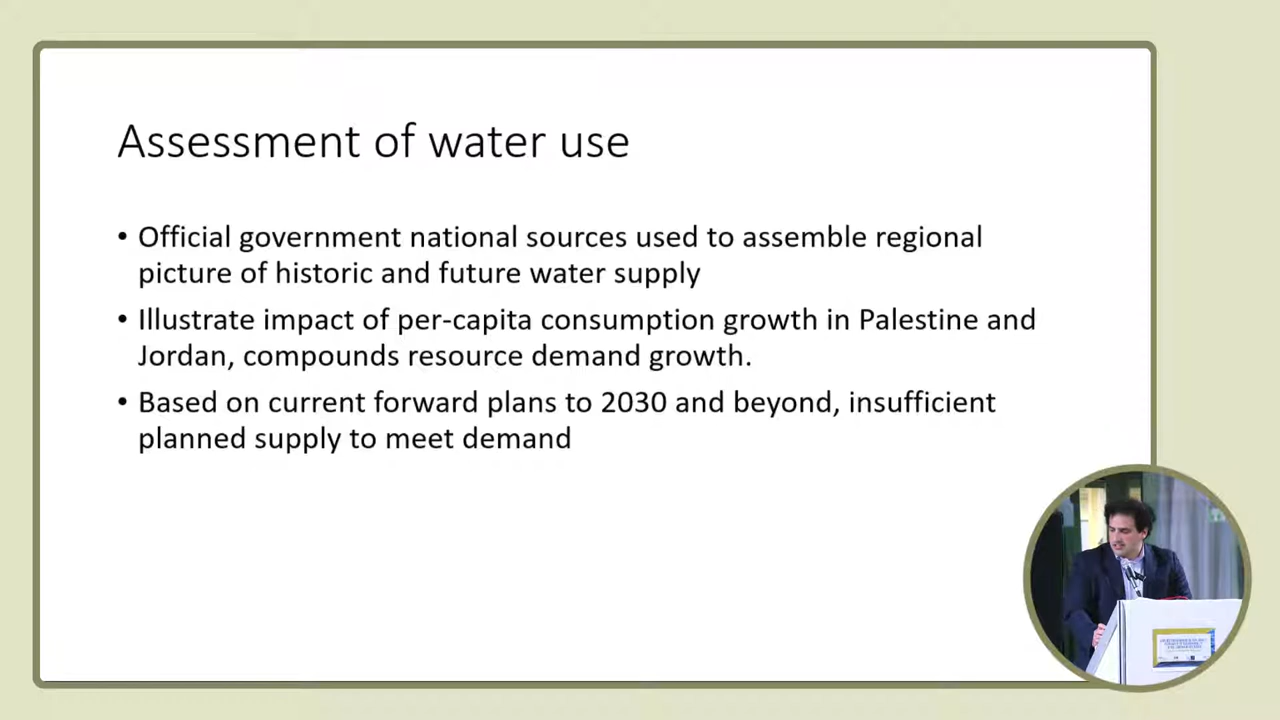 Assessment of water use
• Official government national sources used to assemble regional
picture of historic and future water supply
• Illustrate impact of per-capita consumption growth in Palestine and
Jordan, compounds resource demand growth.
• Based on current forward plans to 2030 and beyond, insufficient
planned supply to meet demand